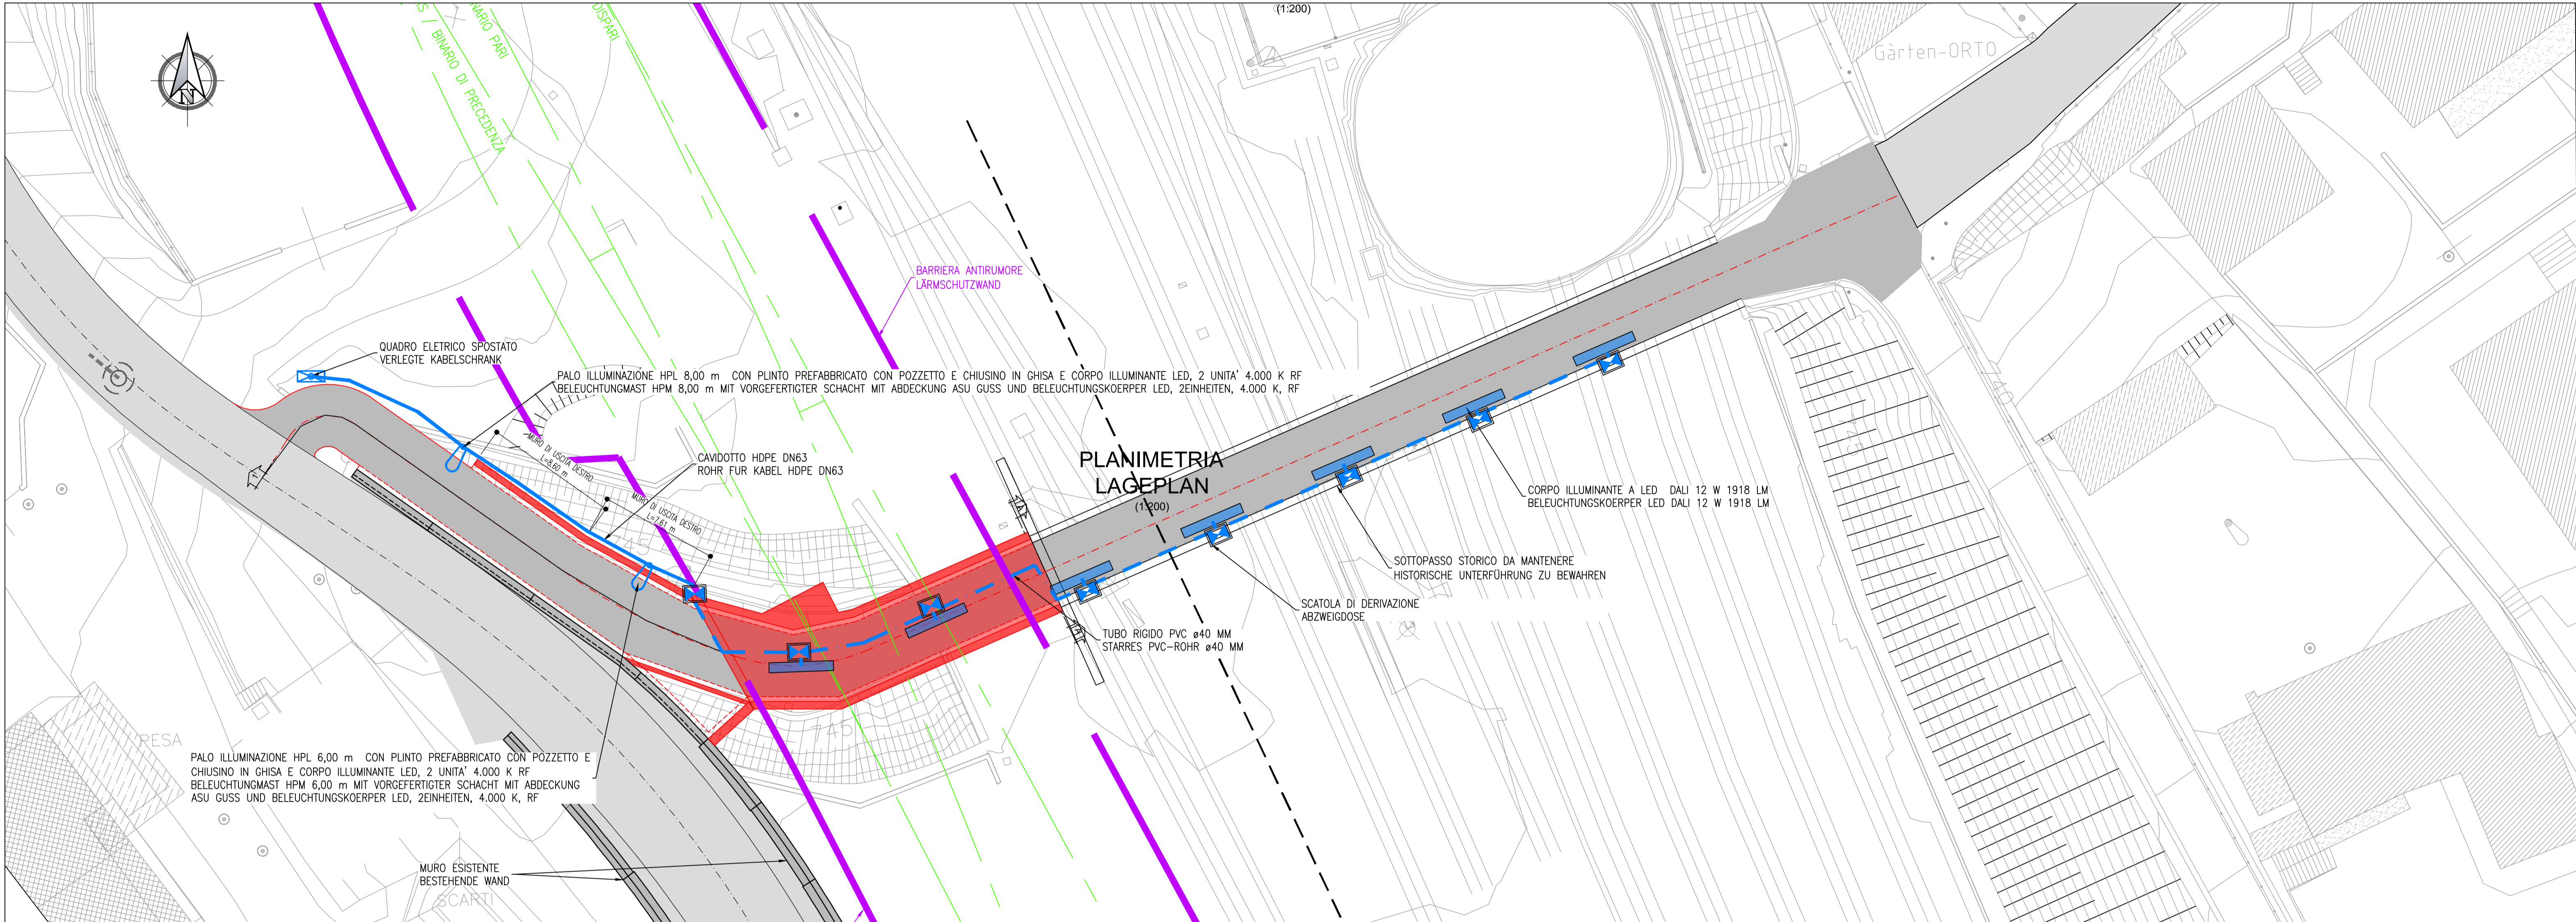 (1:200)
S / BINARIO DI PRECEDENZA
NARIO PARI
DISPARI
N
Gärten-ORTO
BARRIERA ANTIRUMORE
LÄRMSCHUTZWAND
QUADRO ELETRICO SPOSTATO
VERLEGTE KABELSCHRANK
PALO ILLUMINAZIONE HPL 8,00 m CON PLINTO PREFABBRICATO CON POZZETTO E CHIUSINO IN GHISA E CORPO ILLUMINANTE LED, 2 UNITA' 4.000 K RF
BELEUCHTUNGMAST HPM 8,00 m MIT VORGEFERTIGTER SCHACHT MIT ABDECKUNG ASU GUSS UND BELEUCHTUNGSKOERPER LED, 2EINHEITEN, 4.000 K, RF
MURO DI USCITA DESTRO
L=8.60 m
CAVIDOTTO HDPE DN63
ROHR FUR KABEL HDPE DN63
MURO DI USCITA DESTRO
L=7.61 m
745
PLANIMETRIA
LAGEPLAN
(1:200)
CORPO ILLUMINANTE A LED DALI 12 W 1918 LM
BELEUCHTUNGSKOERPER LED DALI 12 W 1918 LM
SOTTOPASSO STORICO DA MANTENERE
HISTORISCHE UNTERFÜHRUNG ZU BEWAHREN
SCATOLA DI DERIVAZIONE
ABZWEIGDOSE
TUBO RIGIDO PVC ø40 MM
STARRES PVC-ROHR ø40 MM
740
745
PESA
PALO ILLUMINAZIONE HPL 6,00 m CON PLINTO PREFABBRICATO CON POZZETTO E
CHIUSINO IN GHISA E CORPO ILLUMINANTE LED, 2 UNITA' 4.000 K RF
BELEUCHTUNGMAST HPM 6,00 m MIT VORGEFERTIGTER SCHACHT MIT ABDECKUNG
ASU GUSS UND BELEUCHTUNGSKOERPER LED, 2EINHEITEN, 4.000 K, RF
MURO ESISTENTE
BESTEHENDE WAND
SCARTI